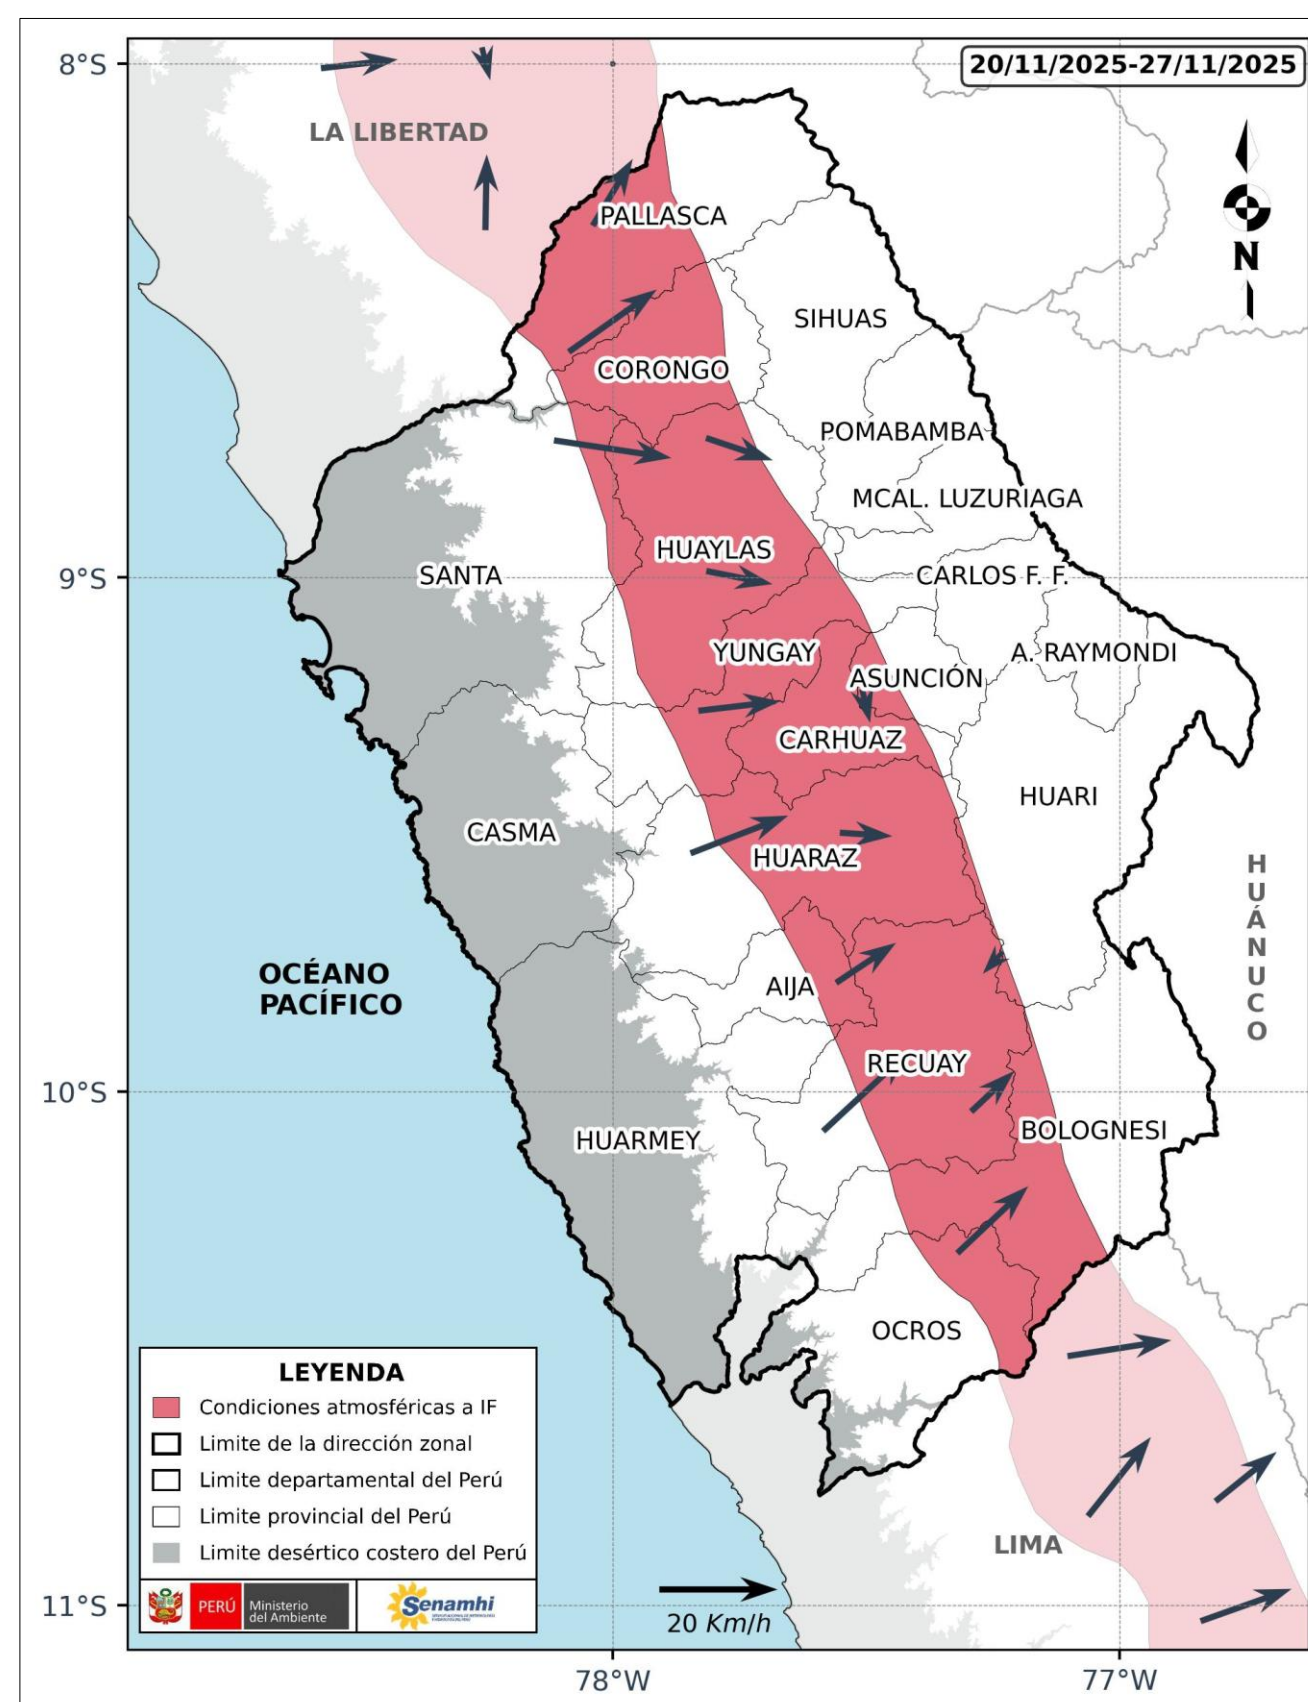 20/11/2025-27/11/2025
8°S
LA LIBERTAD
N
PALLASCA
SIHUAS
CORONGO
POMABAMBA
MCAL. LUZURIAGA
HUAYLAS
9°S
SANTA
CARLOS F. F.
YUNGAY
A. RAYMONDI
ASUNCIÓN
CARHUAZ
HUARI
CASMA
HUARAZ
HUÁNUCO
OCÉANO
PACÍFICO
AIJA
RECUAY
10°S
BOLOGNESI
HUARMEY
OCROS
LEYENDA
Condiciones atmosféricas a IF
Limite de la dirección zonal
Limite departamental del Perú
Limite provincial del Perú
Limite desértico costero del Perú
PERÚ
Ministerio
del Ambiente
Senamhi
LIMA
20 Km/h
11°S
78°W
77°W